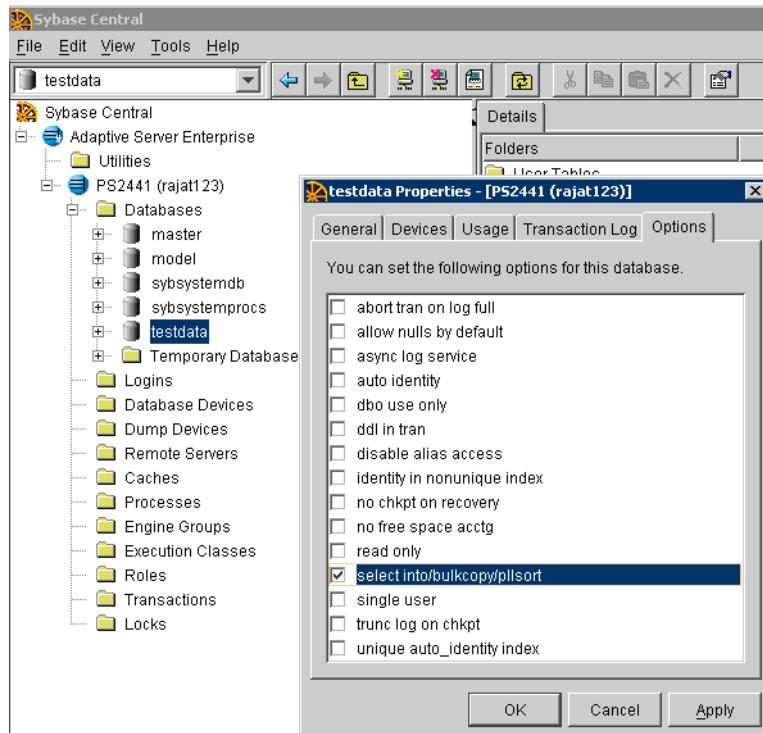 Sybase Central
File Edit View Tools Help
testdata
Sybase Central
Adaptive Server Enterprise
Utilities
PS2441 (rajat123)
Databases
master
model
sybsystemdb
sybsystemprocs
testdata
Temporary Database
Logins
Database Devices
Dump Devices
Remote Servers
Caches
Processes
Engine Groups
Execution Classes
Roles
Transactions
Locks
Details
Folders
User Tables
testdata Properties - [PS2441 (rajat123)]
General Devices Usage Transaction Log Options
You can set the following options for this database.
abort tran on log full
allow nulls by default
async log service
auto identity
dbo use only
ddl in tran
disable alias access
identity in nonunique index
no chkpt on recovery
no free space acctg
read only
select into/bulkcopy/pllsort
single user
trunc log on chkpt
unique auto_identity index
OK Cancel Apply